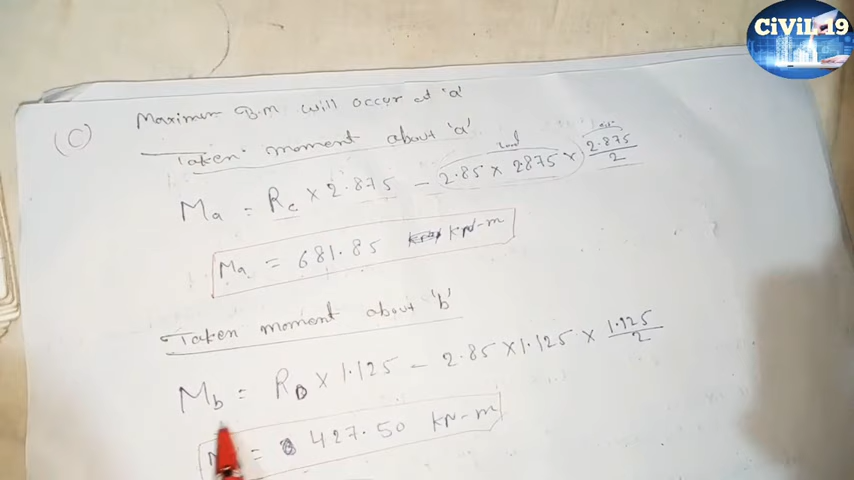 CiViL 19
(C) Maximum B.M will occur at 'a'
Taken moment about 'a'
load
Ma = Rc × 2.875 - 2.85 × 2.875 × 2.875/2
Ma = 681.85 KN-m
Taken moment about 'b'
Mb = RD × 1.125 - 2.85 × 1.125 × 1.125/2
= 427.50 KN-m